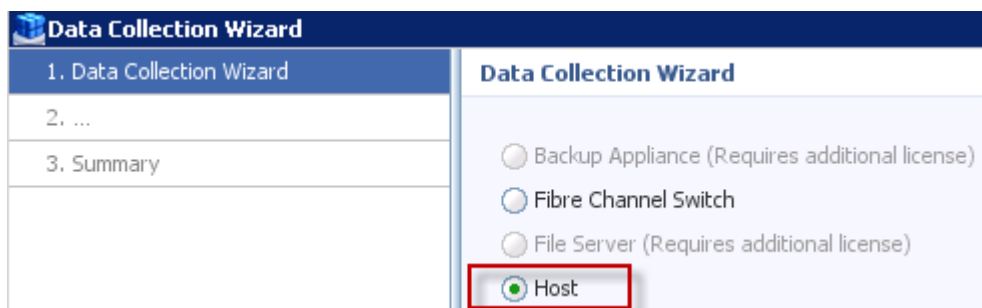 Data Collection Wizard
1. Data Collection Wizard
2. ...
3. Summary
Data Collection Wizard
Backup Appliance (Requires additional license)
Fibre Channel Switch
File Server (Requires additional license)
Host